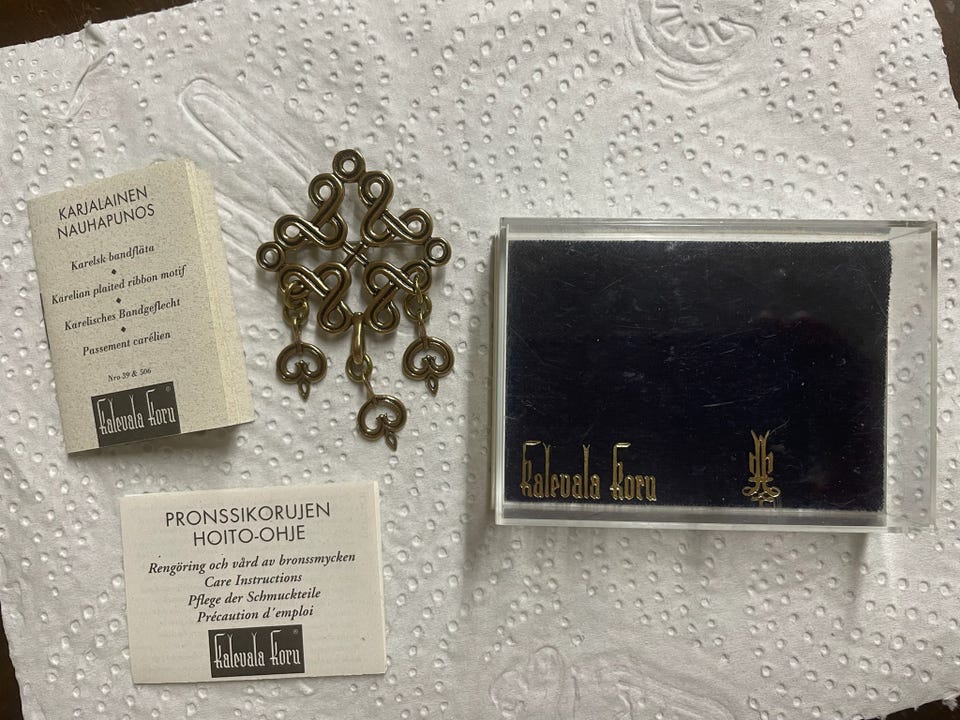 KARJALAINEN
NAUHAPUNOS
Karelsk bandfläta
Karelian plaited ribbon motif
Karelisches Bandgeflecht
Passement carélien
Nro 39 & 506
Kalevala Koru®
PRONSSIKORUJEN
HOITO-OHJE
Rengöring och vård av bronssmycken
Care Instructions
Pflege der Schmuckteile
Précaution d'emploi
Kalevala Koru®
Kalevala Koru